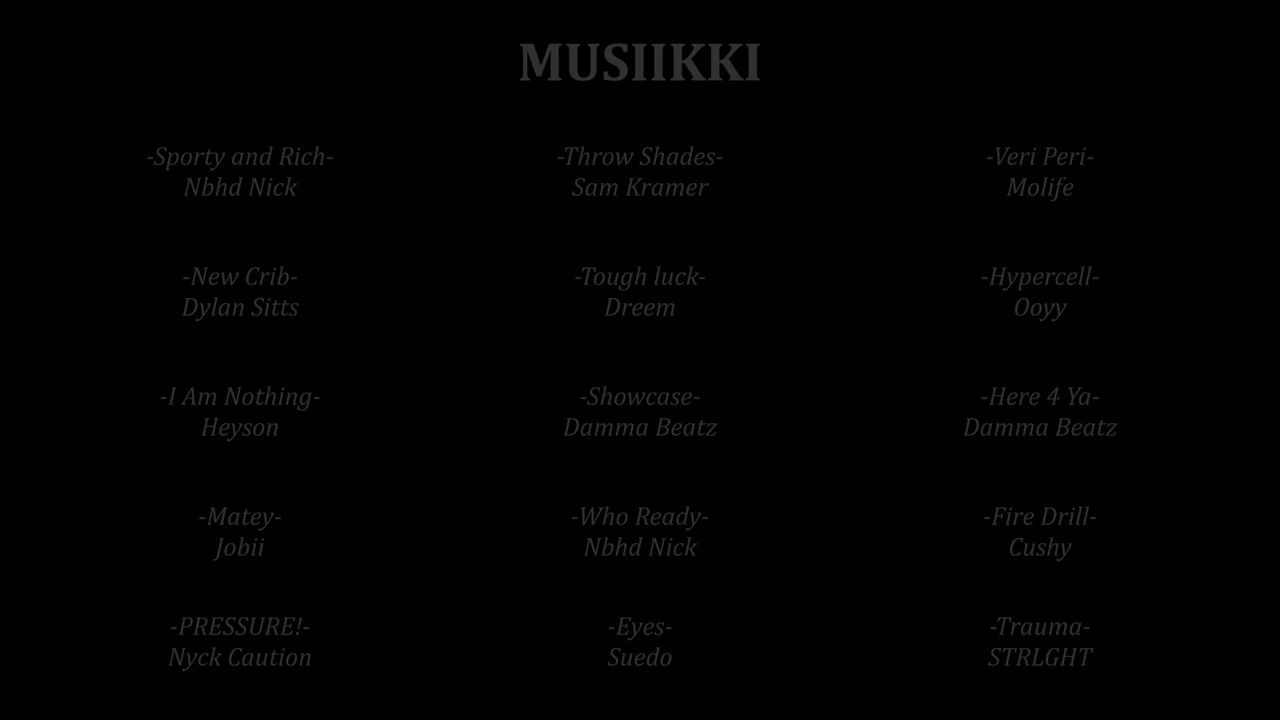 MUSIIKKI
-Sporty and Rich-
Nbhd Nick
-Throw Shades-
Sam Kramer
-Veri Peri-
Molife
-New Crib-
Dylan Sitts
-Tough luck-
Dreem
-Hypercell-
Ooyy
-I Am Nothing-
Heyson
-Showcase-
Damma Beatz
-Here 4 Ya-
Damma Beatz
-Matey-
Jobii
-Who Ready-
Nbhd Nick
-Fire Drill-
Cushy
-PRESSURE!-
Nyck Caution
-Eyes-
Suedo
-Trauma-
STRLGHT